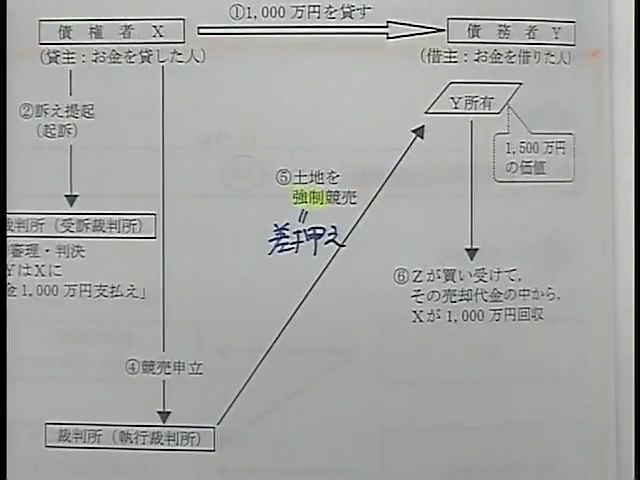 ①1,000万円を貸す
債権者X
債務者Y
(貸主：お金を貸した人)
(借主：お金を借りた人)
②訴え提起
(起訴)
Y所有
1,500万円
の価値
⑤土地を
強制競売
〃
差押え
裁判所（受訴裁判所）
審理・判決
YはXに
金1,000万円支払え」
⑥Zが買い受けて，
その売却代金の中から，
Xが1,000万円回収
④競売申立
裁判所（執行裁判所）